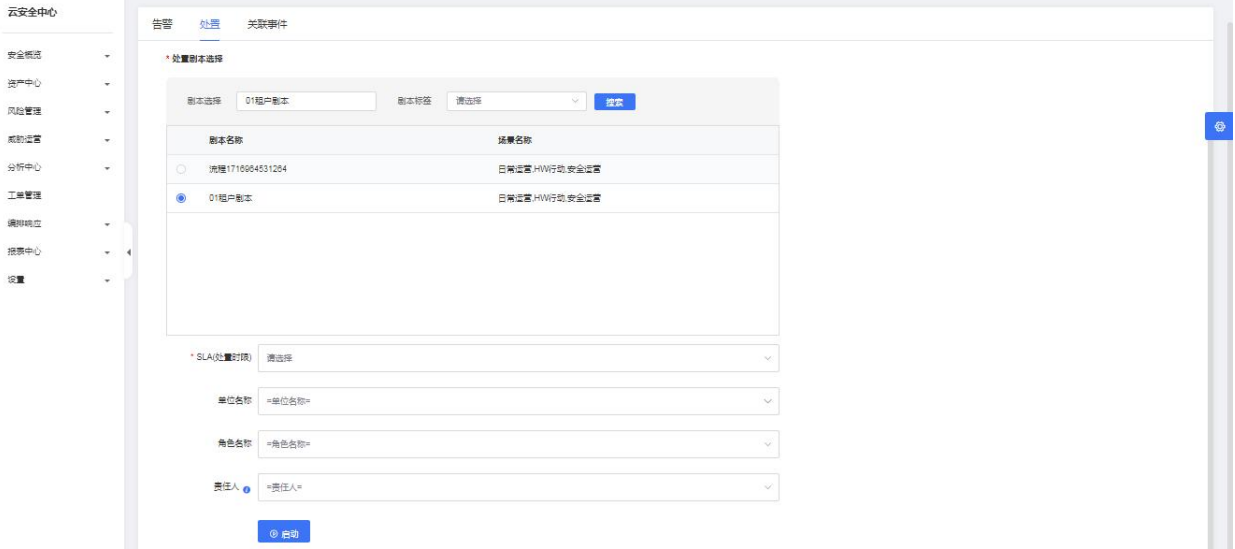 云安全中心
告警 处置 关联事件
安全概览
资产中心
风险管理
威胁运营
分析中心
工单管理
编排响应
报表中心
设置
* 处置剧本选择
剧本选择 01租户剧本 剧本标签 请选择 搜索
剧本名称 场景名称
流程1716964531264 日常运营,HW行动,安全运营
01租户剧本 日常运营,HW行动,安全运营
* SLA(处置时限) 请选择
单位名称 =单位名称=
角色名称 =角色名称=
责任人 =责任人=
启动